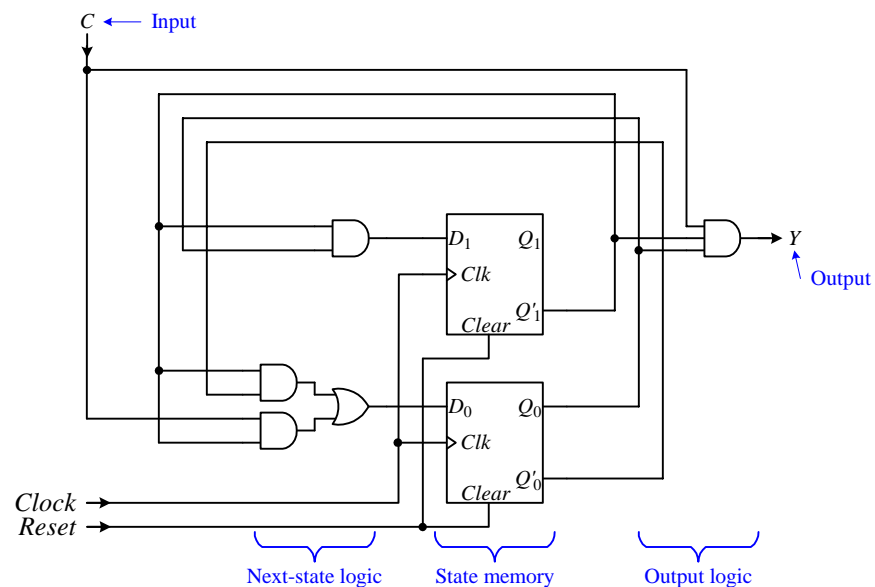 C Input
D₁ Q₁ Y
Clk
Output
Q'₁
Clear
D₀ Q₀
Clk
Q'₀
Clock
Clear
Reset
Next-state logic State memory Output logic